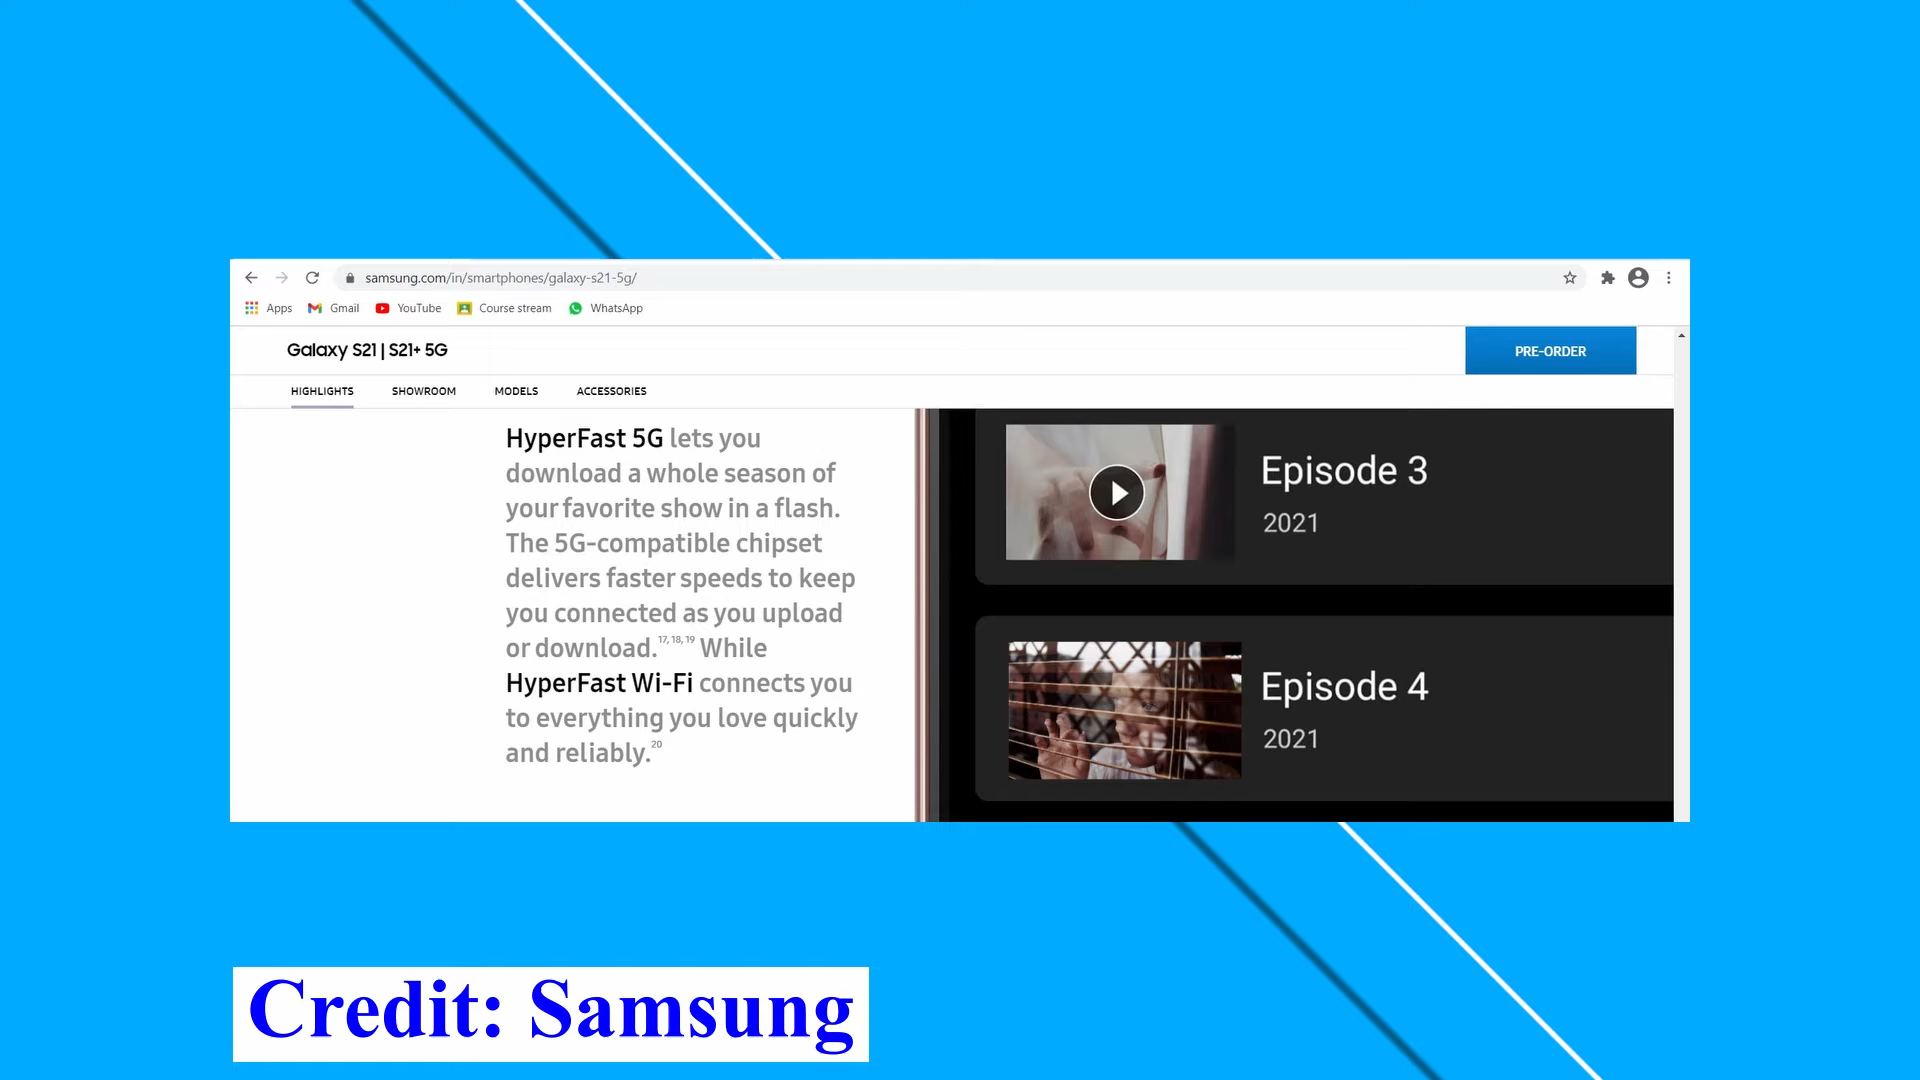 samsung.com/in/smartphones/galaxy-s21-5g/
Apps Gmail YouTube Course stream WhatsApp
Galaxy S21 | S21+ 5G
PRE-ORDER
HIGHLIGHTS SHOWROOM MODELS ACCESSORIES
HyperFast 5G lets you
download a whole season of
your favorite show in a flash.
The 5G-compatible chipset
delivers faster speeds to keep
you connected as you upload
or download.17, 18, 19 While
HyperFast Wi-Fi connects you
to everything you love quickly
and reliably.20
Episode 3
2021
Episode 4
2021
Credit: Samsung